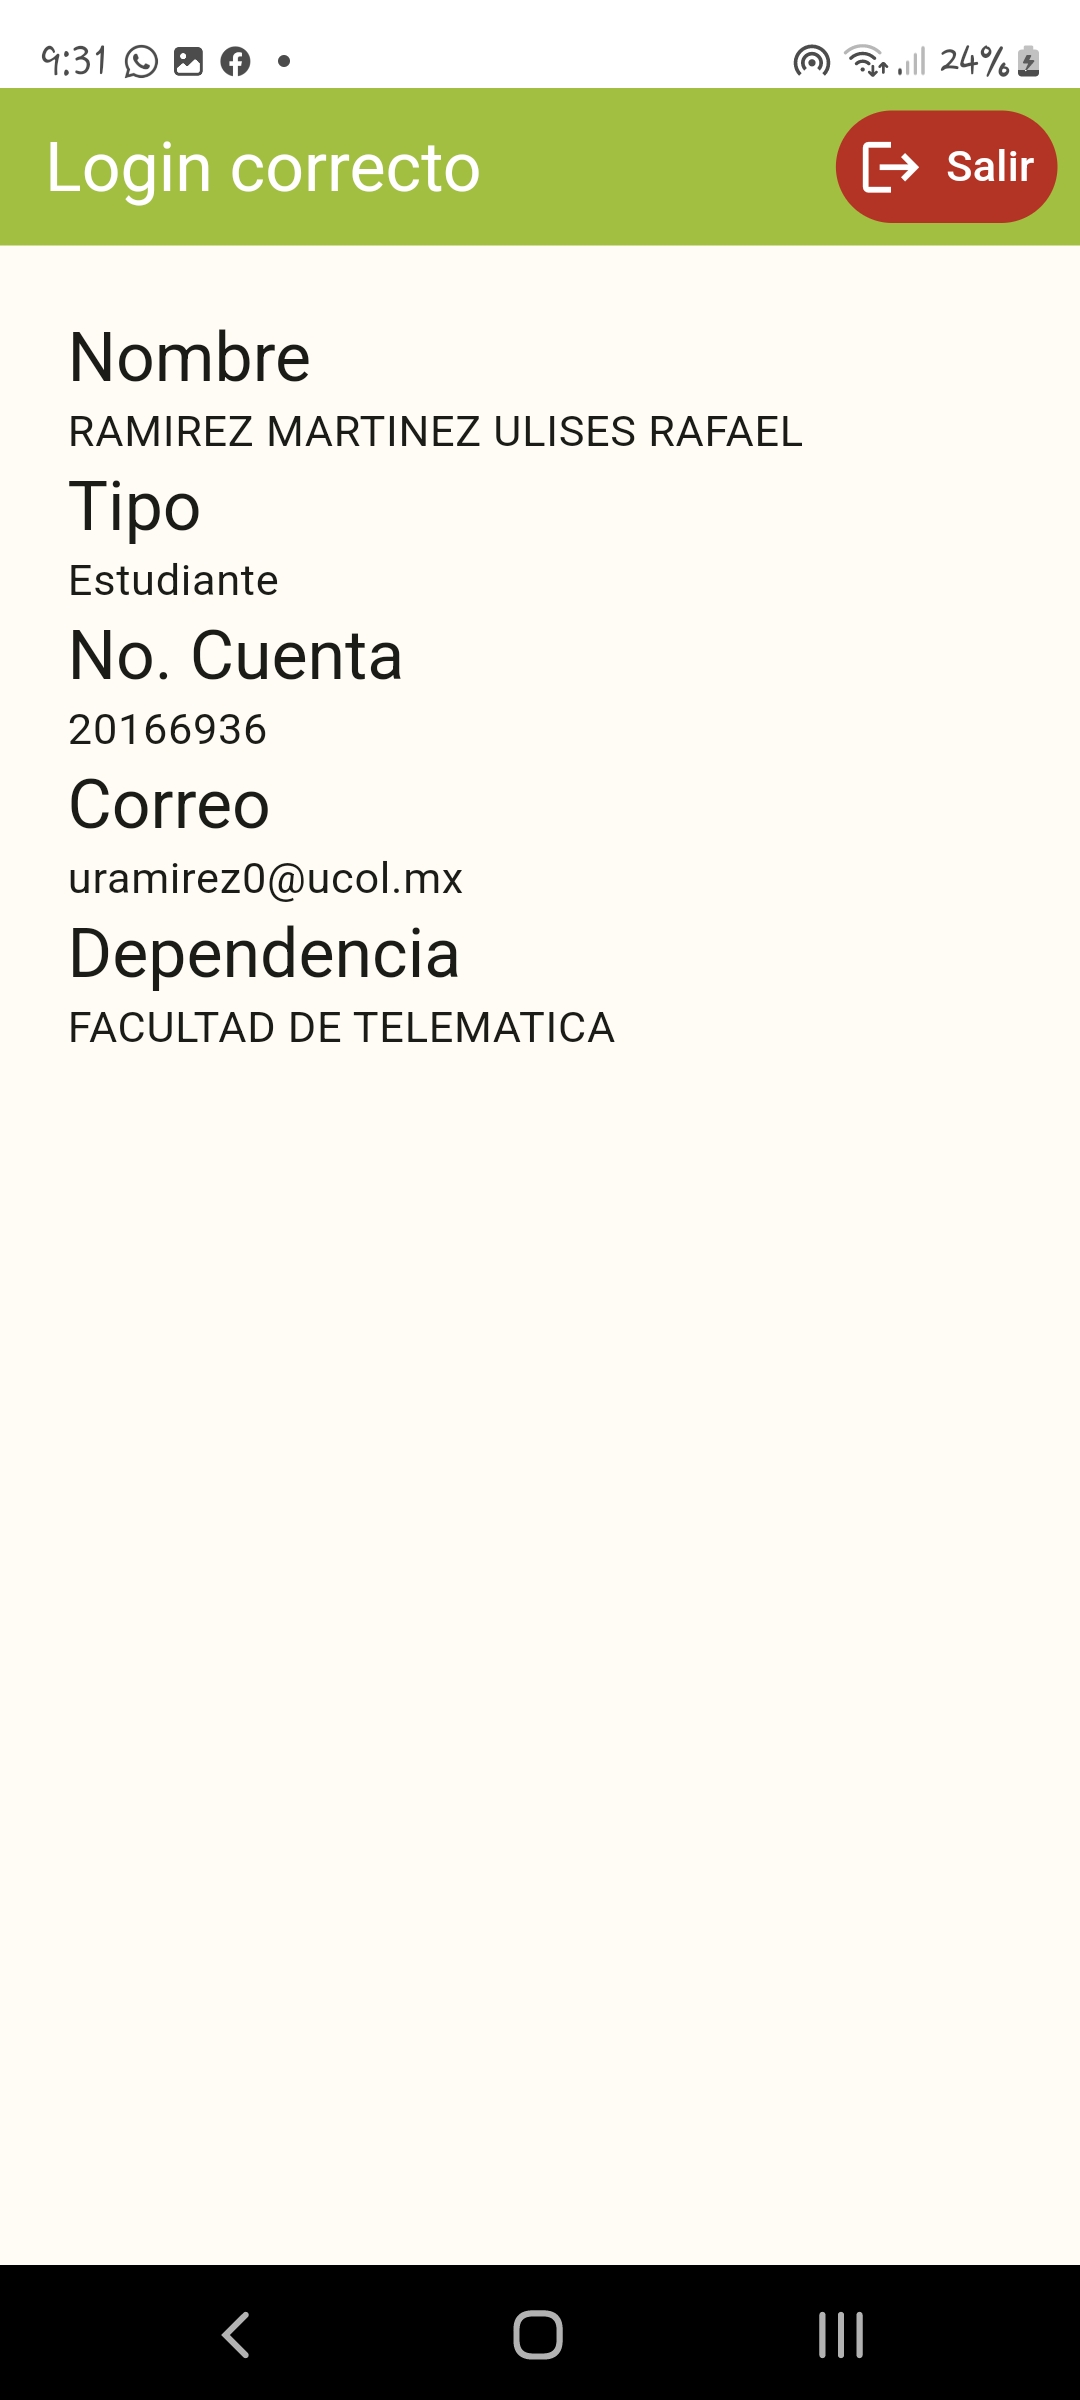 9:31
24%
Login correcto
Salir
Nombre
RAMIREZ MARTINEZ ULISES RAFAEL
Tipo
Estudiante
No. Cuenta
20166936
Correo
uramirez0@ucol.mx
Dependencia
FACULTAD DE TELEMATICA